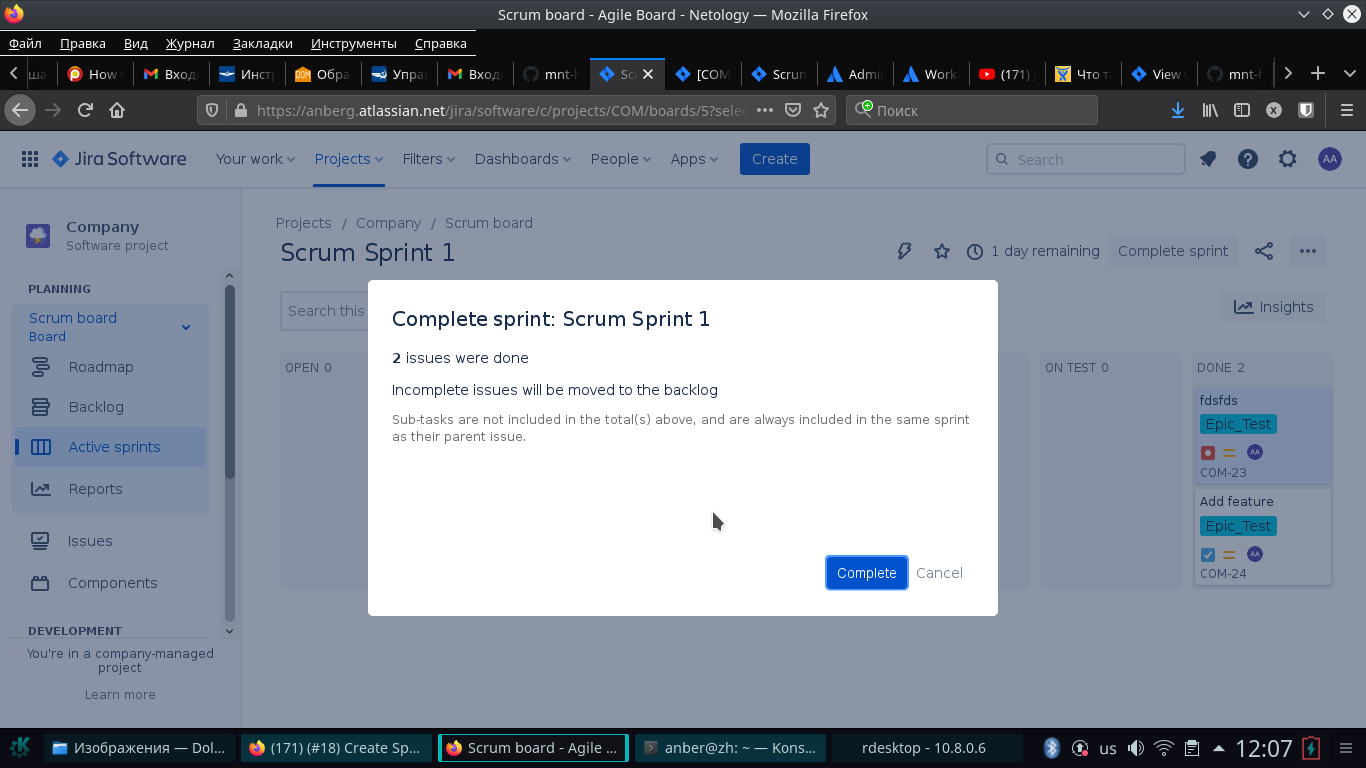 Scrum board - Agile Board - Netology — Mozilla Firefox
Файл Правка Вид Журнал Закладки Инструменты Справка
ша How Вход Инст Обра Упра Вход mnt-h Sc [COM Scrun Admi Work (171) Что т View mnt-h
https://anberg.atlassian.net/jira/software/c/projects/COM/boards/5?selec ••• Поиск
Jira Software Your work Projects Filters Dashboards People Apps Create Search AA
Company
Software project
PLANNING
Scrum board
Board
Roadmap
Backlog
Active sprints
Reports
Issues
Components
DEVELOPMENT
You're in a company-managed
project
Learn more
Projects / Company / Scrum board
Scrum Sprint 1
1 day remaining Complete sprint
Search this
Insights
OPEN 0
ON TEST 0
DONE 2
fdsfds
Epic_Test
AA
COM-23
Add feature
Epic_Test
AA
COM-24
Complete sprint: Scrum Sprint 1
2 issues were done
Incomplete issues will be moved to the backlog
Sub-tasks are not included in the total(s) above, and are always included in the same sprint
as their parent issue.
Complete Cancel
Изображения — Dol... (171) (#18) Create Sp... Scrum board - Agile ... anber@zh: ~ — Kons... rdesktop - 10.8.0.6 us 12:07